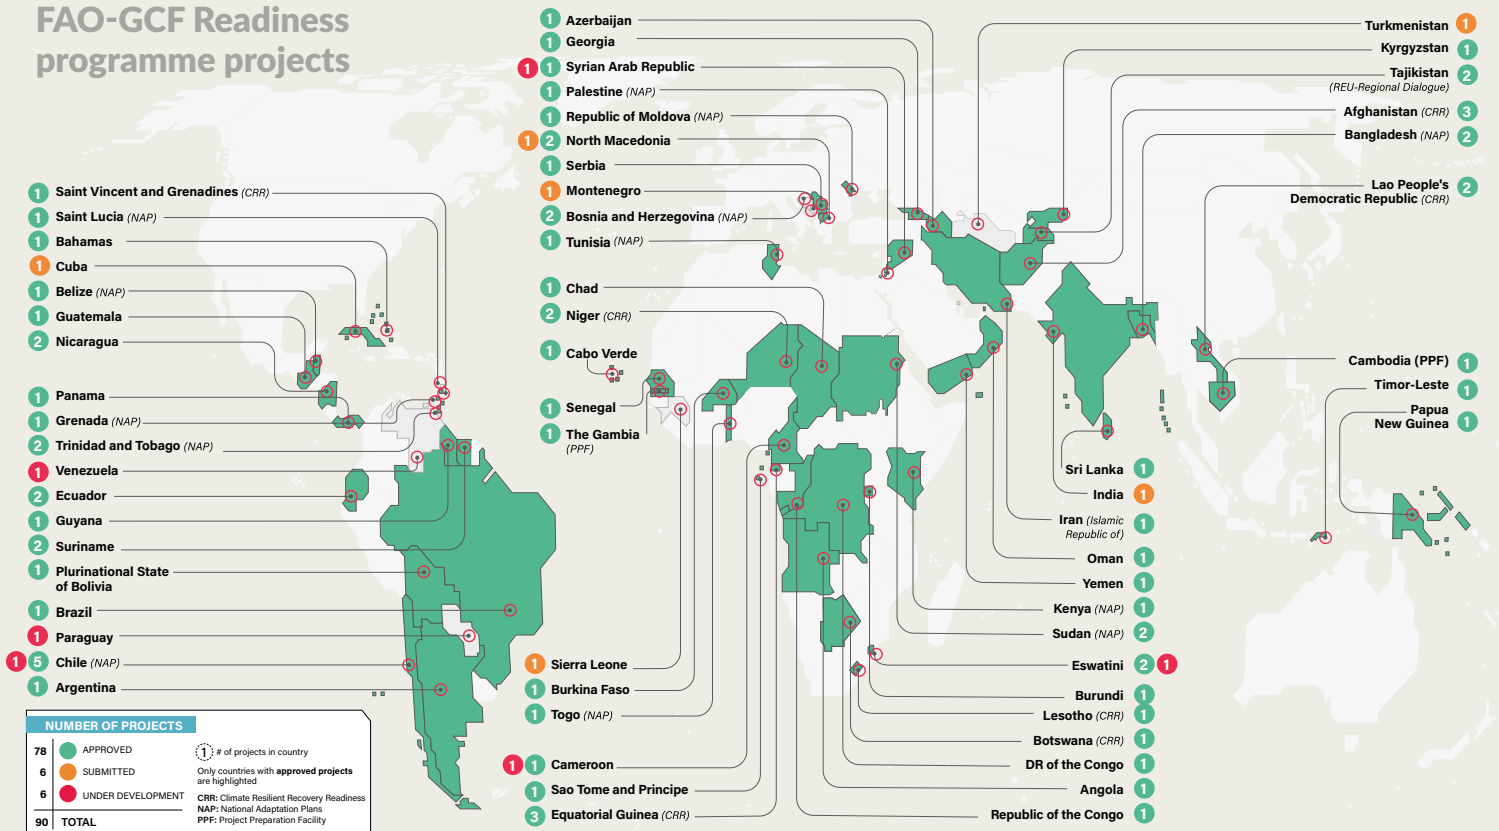 FAO-GCF Readiness
programme projects
1 Saint Vincent and Grenadines (CRR)
1 Saint Lucia (NAP)
1 Bahamas
1 Cuba
1 Belize (NAP)
1 Guatemala
2 Nicaragua
1 Panama
1 Grenada (NAP)
2 Trinidad and Tobago (NAP)
1 Venezuela
2 Ecuador
1 Guyana
2 Suriname
1 Plurinational State
of Bolivia
1 Brazil
1 Paraguay
1 5 Chile (NAP)
1 Argentina
NUMBER OF PROJECTS
78 APPROVED
6 SUBMITTED
6 UNDER DEVELOPMENT
90 TOTAL
1 # of projects in country
Only countries with approved projects
are highlighted
CRR: Climate Resilient Recovery Readiness
NAP: National Adaptation Plans
PPF: Project Preparation Facility
1 Azerbaijan
1 Georgia
1 1 Syrian Arab Republic
1 Palestine (NAP)
1 Republic of Moldova (NAP)
1 2 North Macedonia
1 Serbia
1 Montenegro
2 Bosnia and Herzegovina (NAP)
1 Tunisia (NAP)
1 Chad
2 Niger (CRR)
1 Cabo Verde
1 Senegal
1 The Gambia
(PPF)
1 Sierra Leone
1 Burkina Faso
1 Togo (NAP)
1 1 Cameroon
1 Sao Tome and Principe
3 Equatorial Guinea (CRR)
Turkmenistan 1
Kyrgyzstan 1
Tajikistan 2
(REU-Regional Dialogue)
Afghanistan (CRR) 3
Bangladesh (NAP) 2
Lao People's
Democratic Republic (CRR) 2
Cambodia (PPF) 1
Timor-Leste 1
Papua
New Guinea 1
Sri Lanka 1
India 1
Iran (Islamic
Republic of) 1
Oman 1
Yemen 1
Kenya (NAP) 1
Sudan (NAP) 2
Eswatini 2 1
Burundi 1
Lesotho (CRR) 1
Botswana (CRR) 1
DR of the Congo 1
Angola 1
Republic of the Congo 1